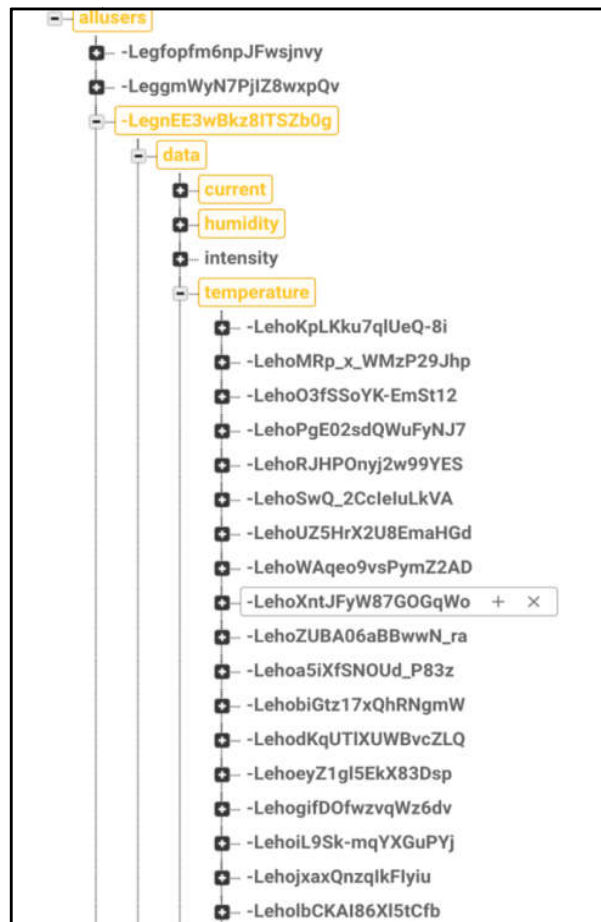 allusers
-Legfopfm6npJFwsjnvy
-LeggmWyN7PjIZ8wxpQv
-LegnEE3wBkz8ITSZb0g
data
current
humidity
intensity
temperature
-LehoKpLKku7qlUeQ-8i
-LehoMRp_x_WMzP29Jhp
-LehoO3fSSoYK-EmSt12
-LehoPgE02sdQWuFyNJ7
-LehoRJHPOnyj2w99YES
-LehoSwQ_2CcIeIuLkVA
-LehoUZ5HrX2U8EmaHGd
-LehoWAqeo9vsPymZ2AD
-LehoXntJFyW87GOGqWo + ×
-LehoZUBA06aBBwwN_ra
-Lehoa5iXfSNOUd_P83z
-LehobiGtz17xQhRNgmW
-LehodKqUTlXUWBvcZLQ
-LehoeyZ1gl5EkX83Dsp
-LehogifDOfwzvqWz6dv
-LehoiL9Sk-mqYXGuPYj
-LehojxaxQnzqIkFIyiu
-LeholbCKAI86Xl5tCfb